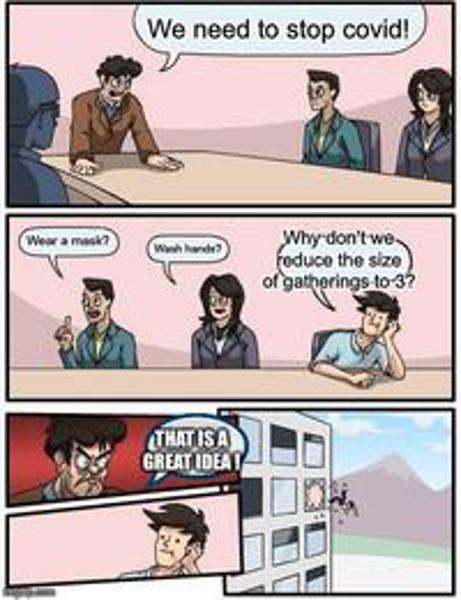 We need to stop covid!
Wear a mask?
Wash hands?
Why don't we
reduce the size
of gatherings to 3?
THAT IS A
GREAT IDEA!
imgflip.com